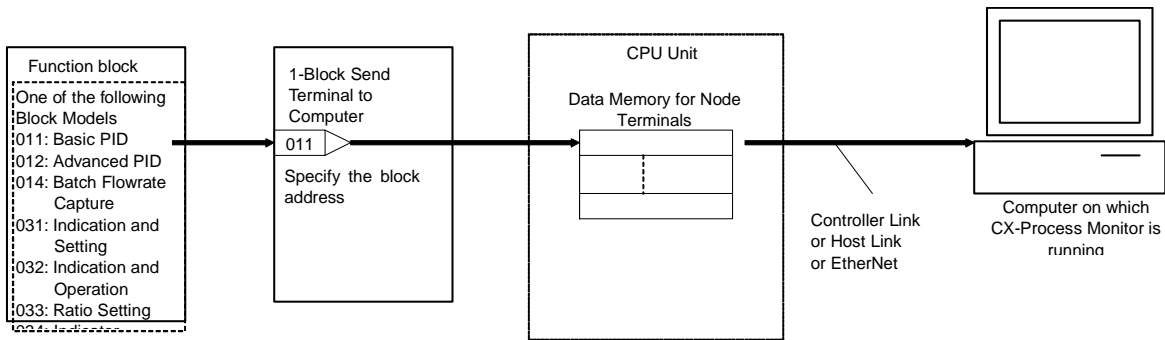 Function block
One of the following
Block Models
011: Basic PID
012: Advanced PID
014: Batch Flowrate
Capture
031: Indication and
Setting
032: Indication and
Operation
033: Ratio Setting
034: Indicator
1-Block Send
Terminal to
Computer
011
Specify the block
address
CPU Unit
Data Memory for Node
Terminals
Controller Link
or Host Link
or EtherNet
Computer on which
CX-Process Monitor is
running